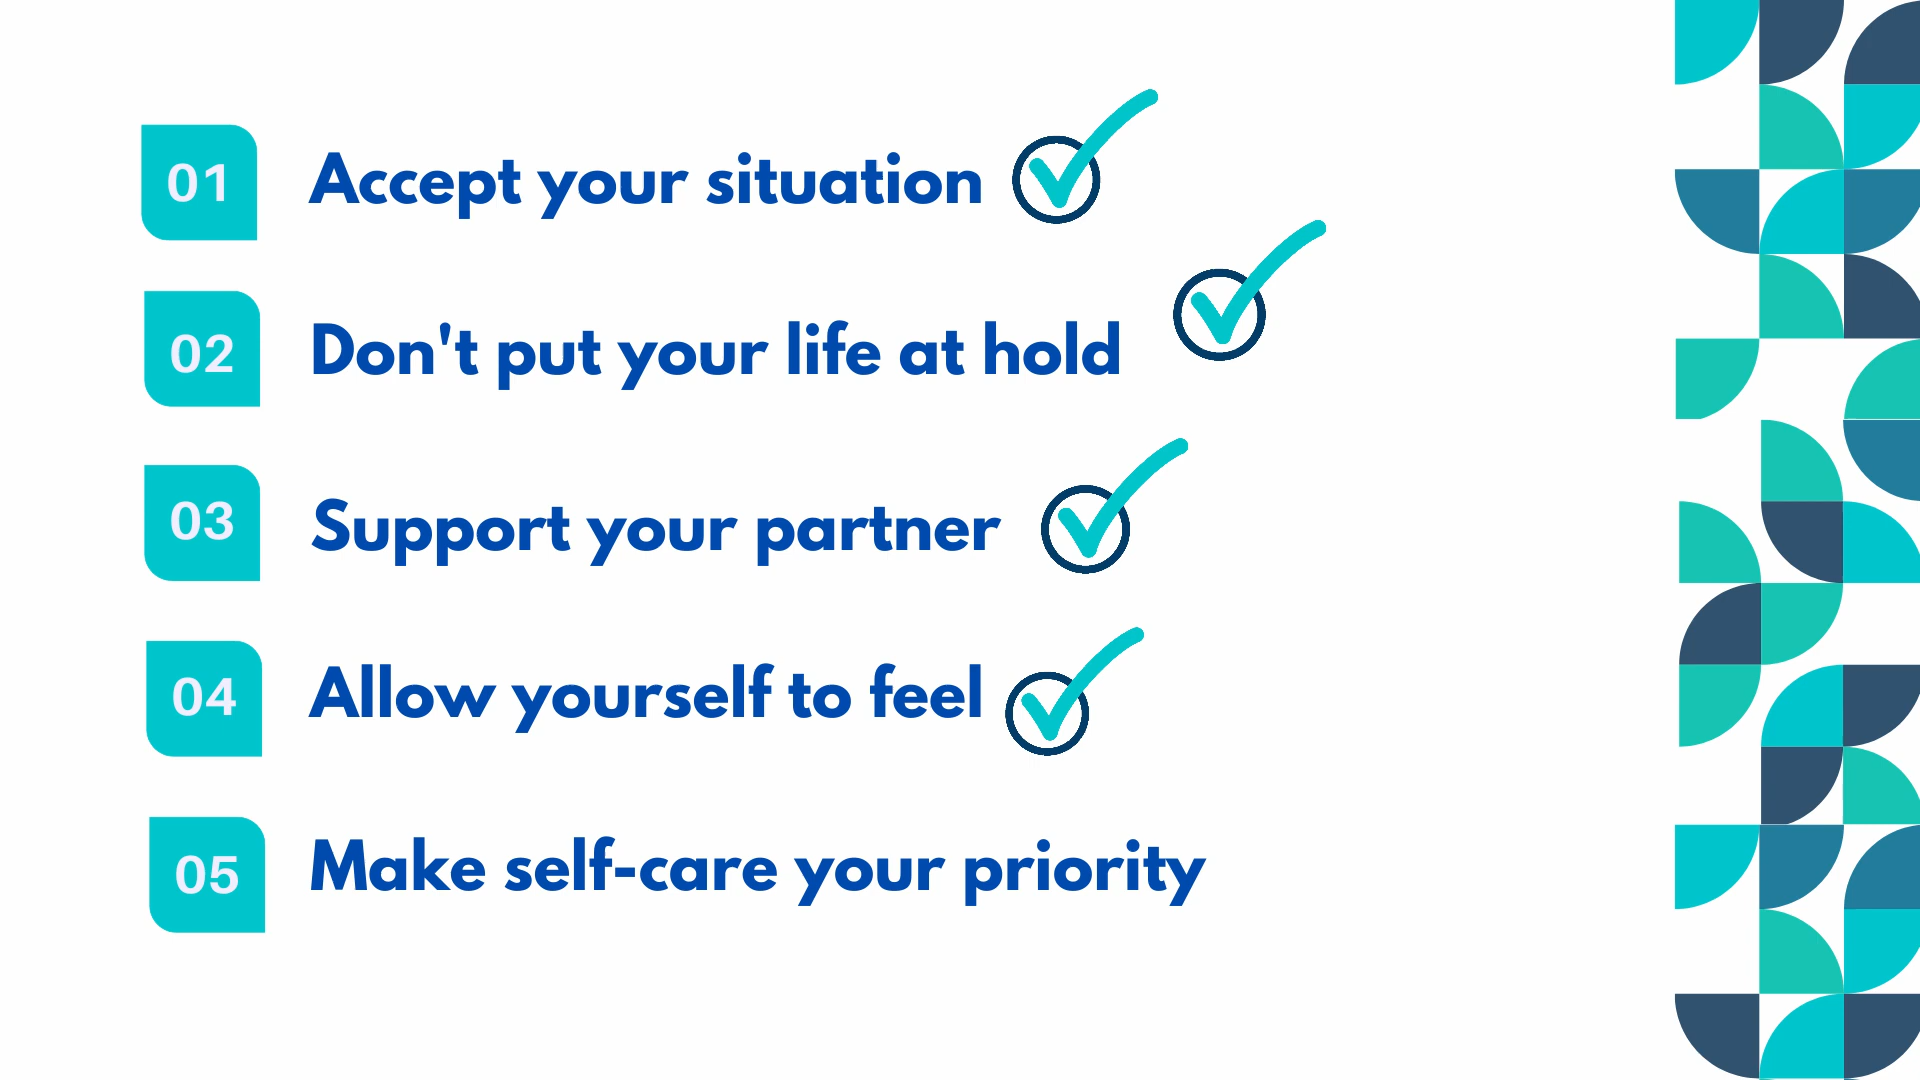 01 Accept your situation
02 Don't put your life at hold
03 Support your partner
04 Allow yourself to feel
05 Make self-care your priority